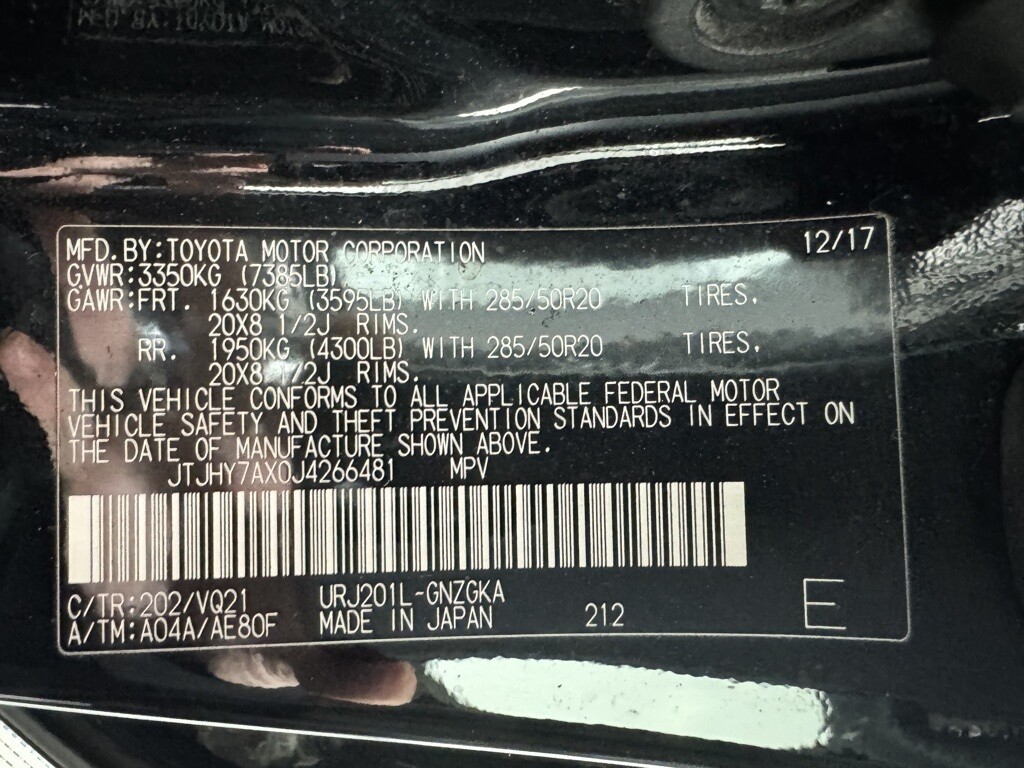 MFD. BY: TOYOTA MOTOR CORPORATION 12/17
GVWR: 3350KG (7385LB)
GAWR: FRT. 1630KG (3595LB) WITH 285/50R20 TIRES.
20X8 1/2J RIMS.
RR. 1950KG (4300LB) WITH 285/50R20 TIRES.
20X8 1/2J RIMS.
THIS VEHICLE CONFORMS TO ALL APPLICABLE FEDERAL MOTOR
VEHICLE SAFETY AND THEFT PREVENTION STANDARDS IN EFFECT ON
THE DATE OF MANUFACTURE SHOWN ABOVE.
JTJHY7AX0J4266481 MPV
C/TR: 202/VQ21 URJ201L-GNZGKA
A/TM: A04A/AE80F MADE IN JAPAN 212 E